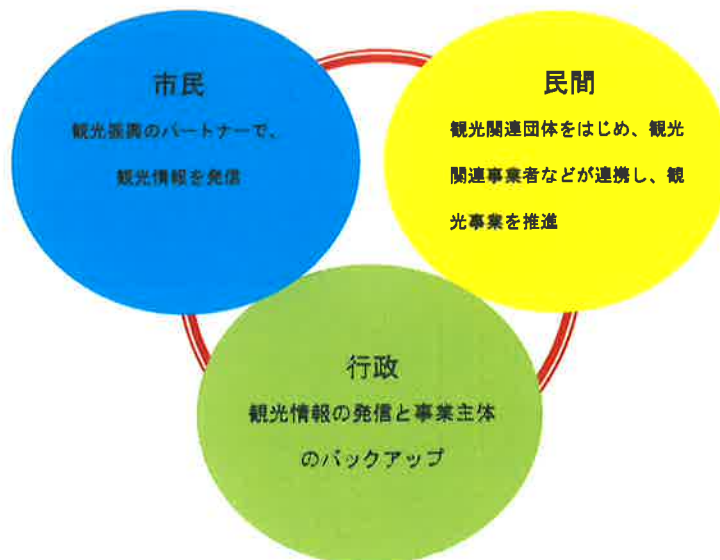 市民
観光振興のパートナーで、
観光情報を発信
民間
観光関連団体をはじめ、観光
関連事業者などが連携し、観
光事業を推進
行政
観光情報の発信と事業主体
のバックアップ